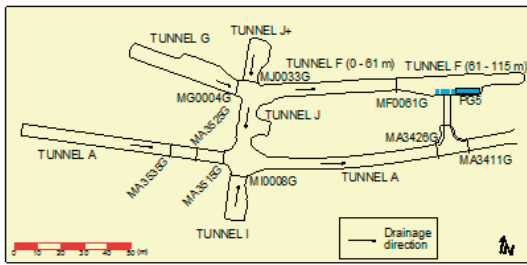 TUNNEL G
TUNNEL J+
TUNNEL F (0 - 61 m)
TUNNEL F (61 - 115 m)
MJ0033G
MG0004G
MF0061G
PG5
MA3525G
TUNNEL J
MA3426G
TUNNEL A
MA3535G
MA3515G
MI0008G
TUNNEL A
MA3411G
TUNNEL I
Drainage
direction
N
0 10 20 30 40 50 (m)